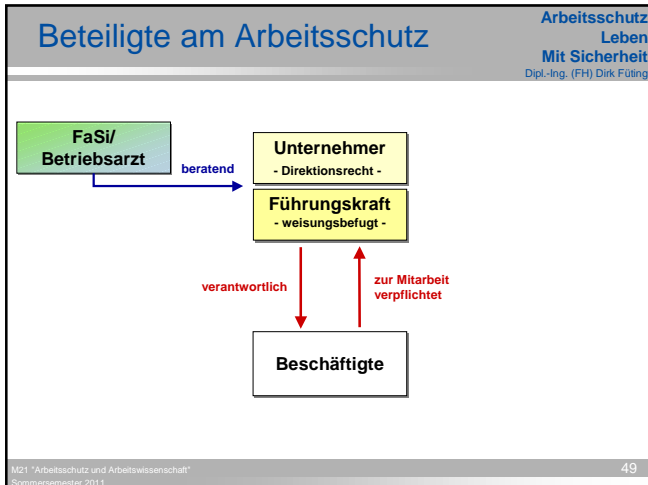 Beteiligte am Arbeitsschutz
Arbeitsschutz
Leben
Mit Sicherheit
Dipl.-Ing. (FH) Dirk Füting
FaSi/
Betriebsarzt
beratend
Unternehmer
- Direktionsrecht -
Führungskraft
- weisungsbefugt -
verantwortlich
zur Mitarbeit
verpflichtet
Beschäftigte
M21 "Arbeitsschutz und Arbeitswissenschaft"
Sommersemester 2011
49